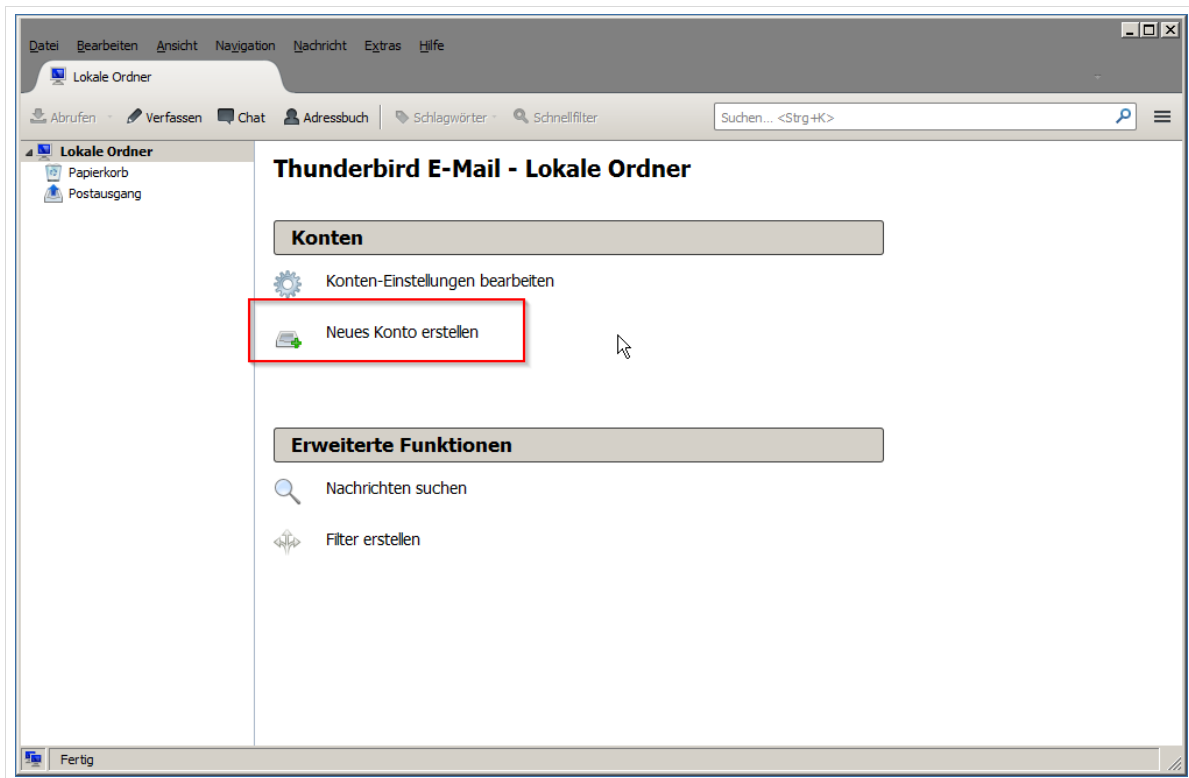 Datei Bearbeiten Ansicht Navigation Nachricht Extras Hilfe
Lokale Ordner
Abrufen Verfassen Chat Adressbuch Schlagwörter Schnellfilter Suchen... <Strg+K>
Lokale Ordner
Papierkorb
Postausgang
Thunderbird E-Mail - Lokale Ordner
Konten
Konten-Einstellungen bearbeiten
Neues Konto erstellen
Erweiterte Funktionen
Nachrichten suchen
Filter erstellen
Fertig